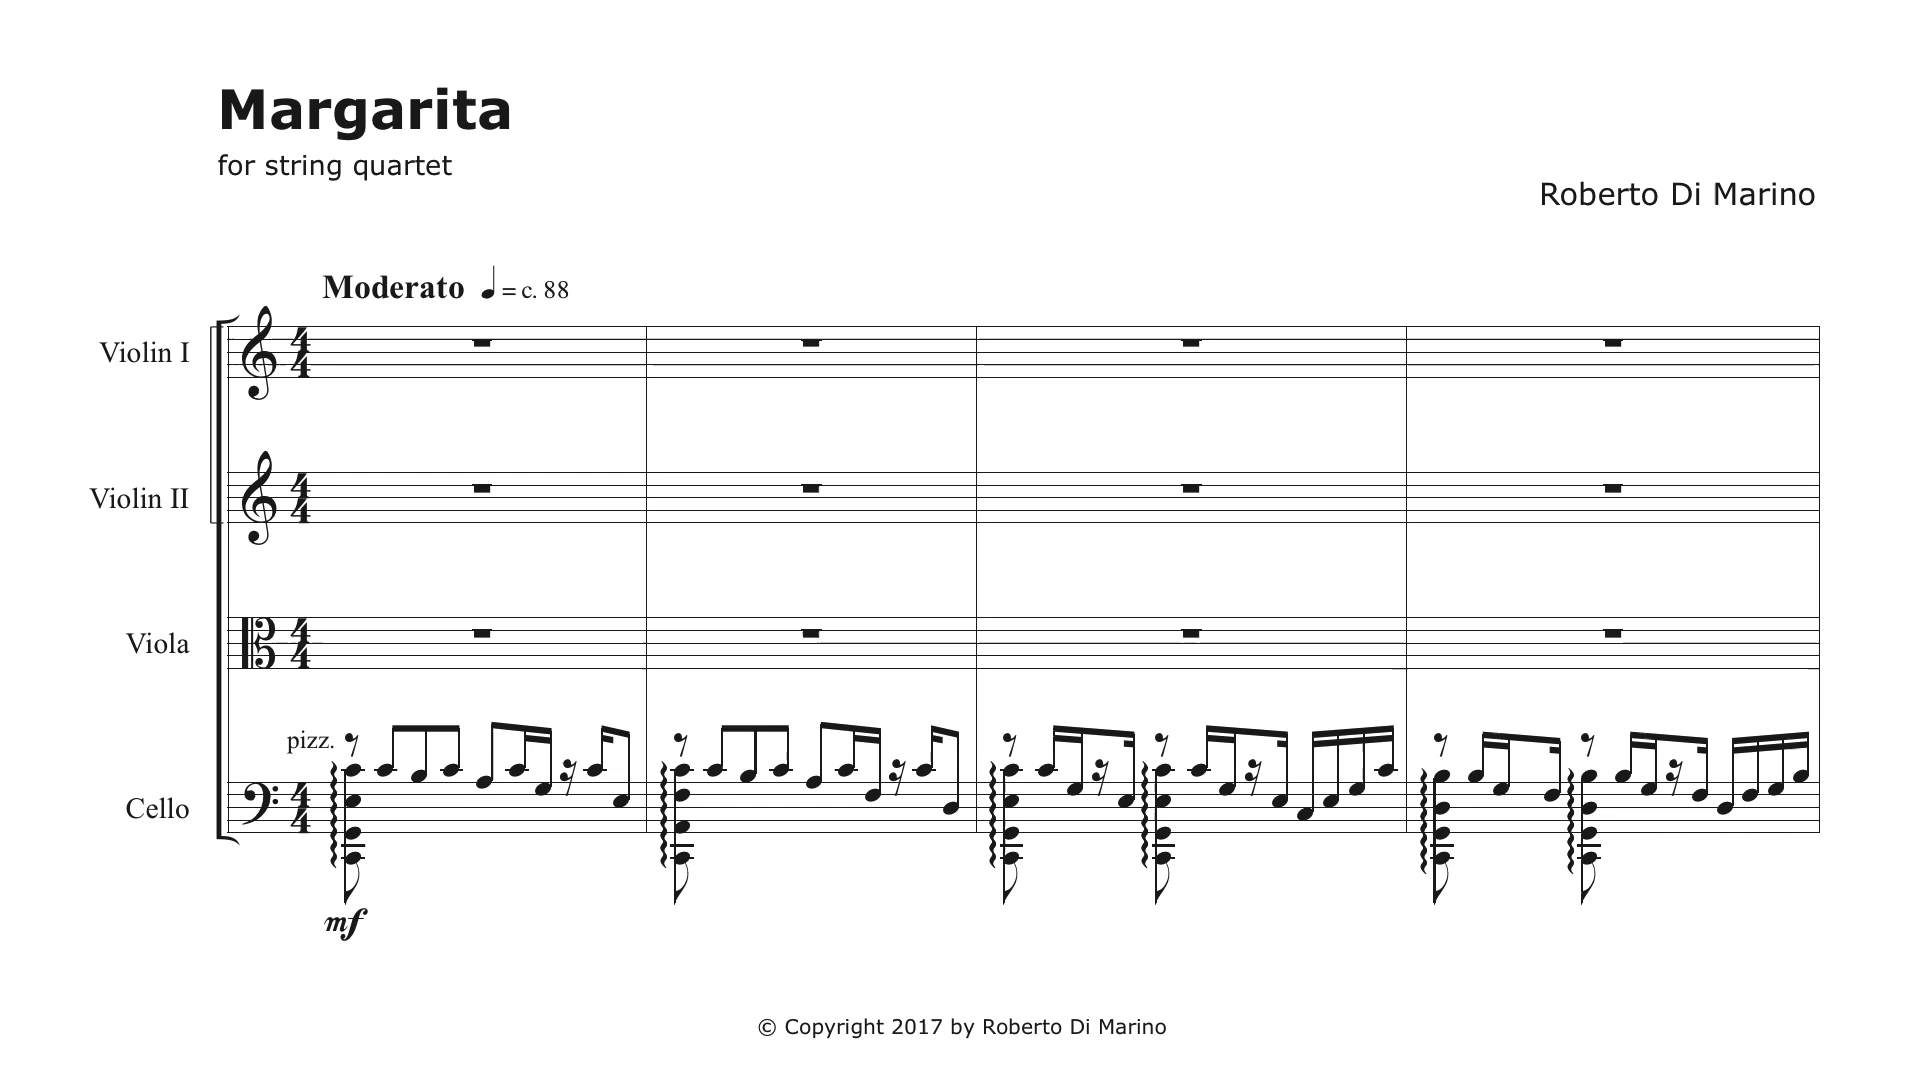 Margarita
for string quartet
Roberto Di Marino
Moderato ♩ = c. 88
Violin I
Violin II
Viola
pizz.
Cello
mf
© Copyright 2017 by Roberto Di Marino